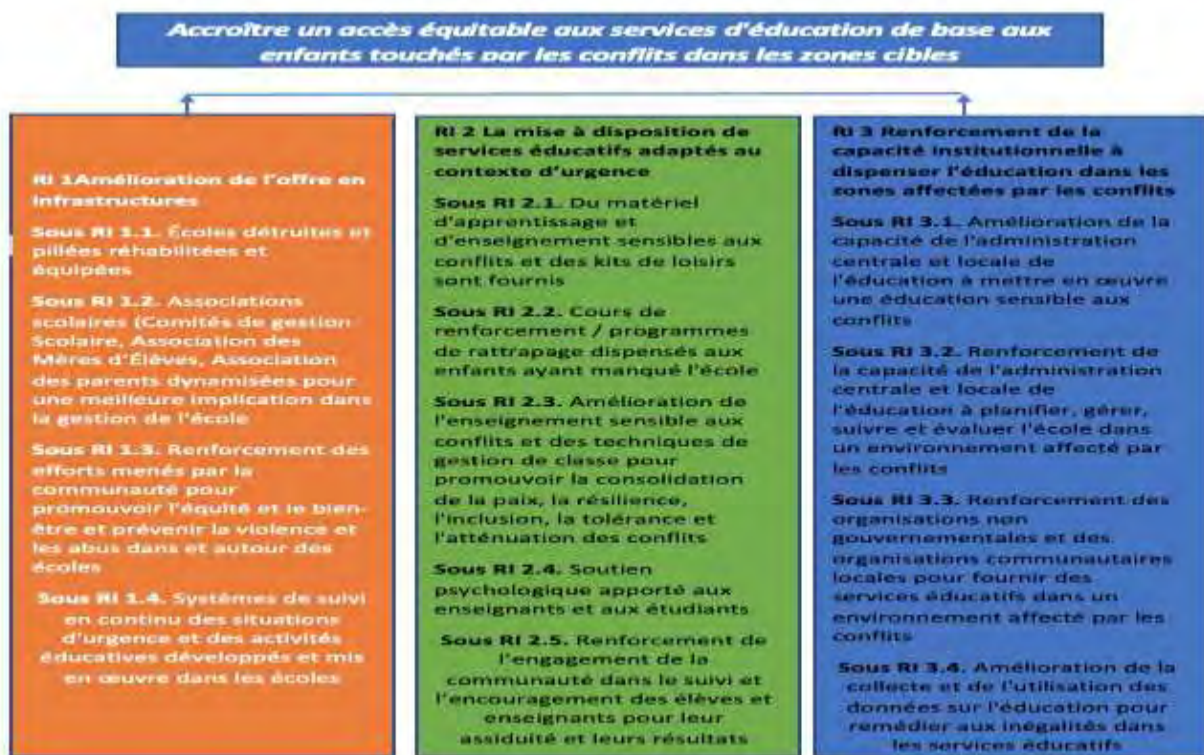 Accroître un accès équitable aux services d'éducation de base aux
enfants touchés par les conflits dans les zones cibles
RI 1Amélioration de l'offre en
infrastructures
Sous RI 1.1. Écoles détruites et
pillées réhabilitées et
équipées
Sous RI 1.2. Associations
scolaires (Comités de gestion
Scolaire, Association des
Mères d'Élèves, Association
des parents dynamisées pour
une meilleure implication dans
la gestion de l'école
Sous RI 1.3. Renforcement des
efforts menés par la
communauté pour
promouvoir l'équité et le bien-
être et prévenir la violence et
les abus dans et autour des
écoles
Sous RI 1.4. Systèmes de suivi
en continu des situations
d'urgence et des activités
éducatives développés et mis
en œuvre dans les écoles
RI 2 La mise à disposition de
services éducatifs adaptés au
contexte d'urgence
Sous RI 2.1. Du matériel
d'apprentissage et
d'enseignement sensibles aux
conflits et des kits de loisirs
sont fournis
Sous RI 2.2. Cours de
renforcement / programmes
de rattrapage dispensés aux
enfants ayant manqué l'école
Sous RI 2.3. Amélioration de
l'enseignement sensible aux
conflits et des techniques de
gestion de classe pour
promouvoir la consolidation
de la paix, la résilience,
l'inclusion, la tolérance et
l'atténuation des conflits
Sous RI 2.4. Soutien
psychologique apporté aux
enseignants et aux étudiants
Sous RI 2.5. Renforcement de
l'engagement de la
communauté dans le suivi et
l'encouragement des élèves et
enseignants pour leur
assiduité et leurs résultats
RI 3 Renforcement de la
capacité institutionnelle à
dispenser l'éducation dans les
zones affectées par les conflits
Sous RI 3.1. Amélioration de la
capacité de l'administration
centrale et locale de
l'éducation à mettre en œuvre
une éducation sensible aux
conflits
Sous RI 3.2. Renforcement de
la capacité de l'administration
centrale et locale de
l'éducation à planifier, gérer,
suivre et évaluer l'école dans
un environnement affecté par
les conflits
Sous RI 3.3. Renforcement des
organisations non
gouvernementales et des
organisations communautaires
locales pour fournir des
services éducatifs dans un
environnement affecté par les
conflits
Sous RI 3.4. Amélioration de la
collecte et de l'utilisation des
données sur l'éducation pour
remédier aux inégalités dans
les services éducatifs